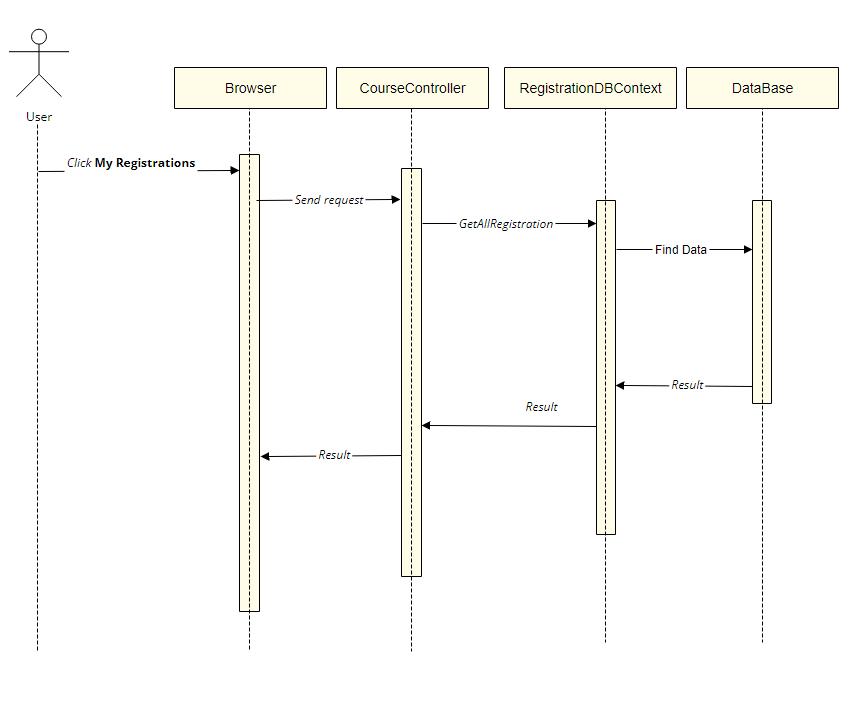 Browser
CourseController
RegistrationDBContext
DataBase
User
Click My Registrations
Send request
GetAllRegistration
Find Data
Result
Result
Result